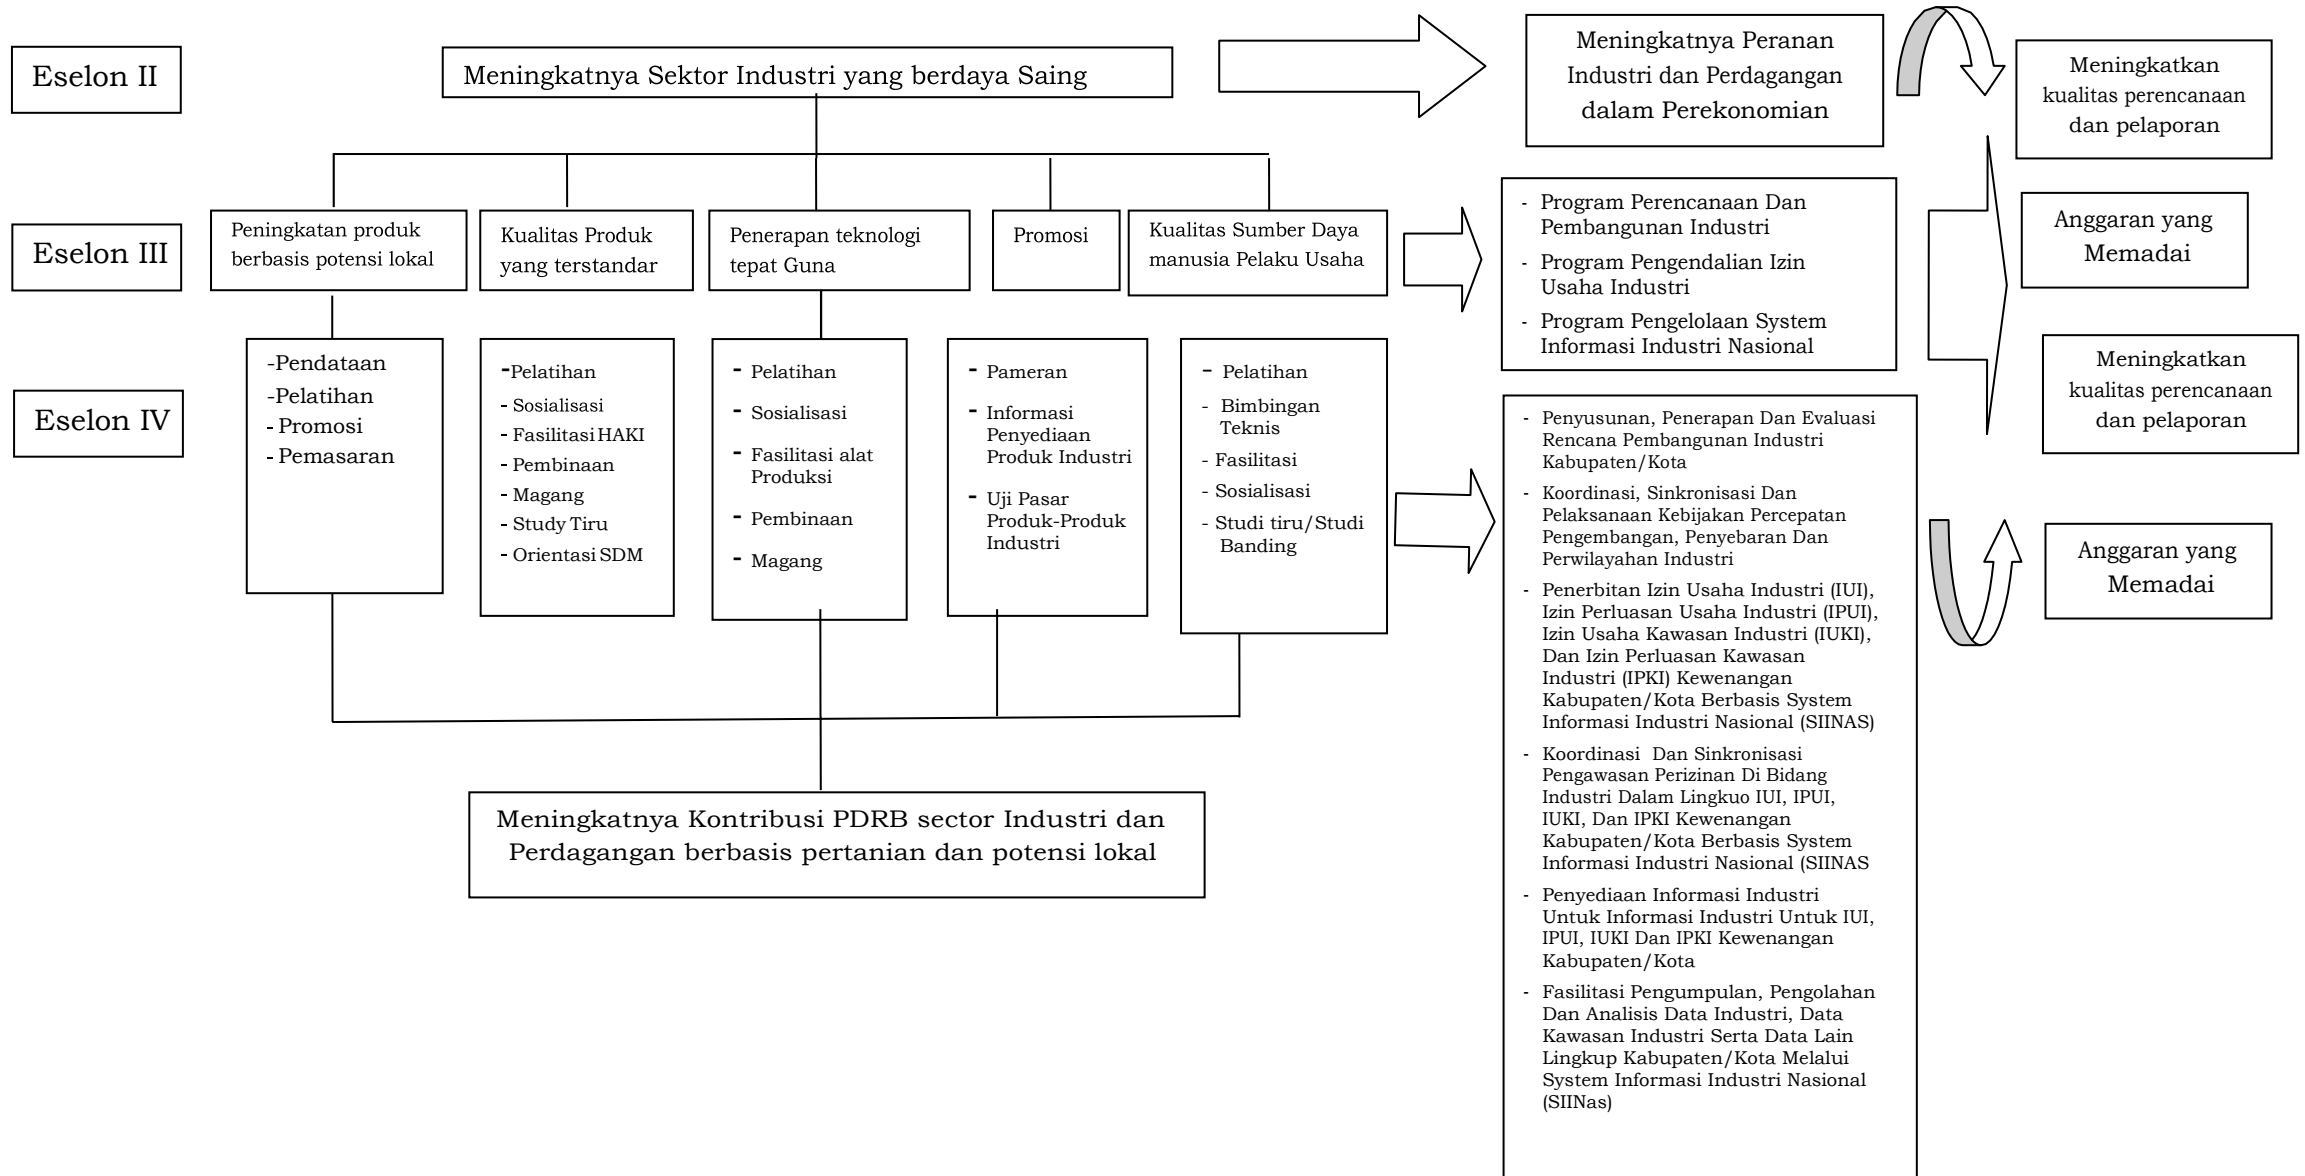 Eselon II
Meningkatnya Sektor Industri yang berdaya Saing
Meningkatnya Peranan
Industri dan Perdagangan
dalam Perekonomian
Meningkatkan
kualitas perencanaan
dan pelaporan
Eselon III
Peningkatan produk
berbasis potensi lokal
Kualitas Produk
yang terstandar
Penerapan teknologi
tepat Guna
Promosi
Kualitas Sumber Daya
manusia Pelaku Usaha
- Program Perencanaan Dan
Pembangunan Industri
- Program Pengendalian Izin
Usaha Industri
- Program Pengelolaan System
Informasi Industri Nasional
Anggaran yang
Memadai
Eselon IV
-Pendataan
-Pelatihan
- Promosi
- Pemasaran
-Pelatihan
- Sosialisasi
- Fasilitasi HAKI
- Pembinaan
- Magang
- Study Tiru
- Orientasi SDM
- Pelatihan
- Sosialisasi
- Fasilitasi alat
Produksi
- Pembinaan
- Magang
- Pameran
- Informasi
Penyediaan
Produk Industri
- Uji Pasar
Produk-Produk
Industri
- Pelatihan
- Bimbingan
Teknis
- Fasilitasi
- Sosialisasi
- Studi tiru/Studi
Banding
- Penyusunan, Penerapan Dan Evaluasi
Rencana Pembangunan Industri
Kabupaten/Kota
- Koordinasi, Sinkronisasi Dan
Pelaksanaan Kebijakan Percepatan
Pengembangan, Penyebaran Dan
Perwilayahan Industri
- Penerbitan Izin Usaha Industri (IUI),
Izin Perluasan Usaha Industri (IPUI),
Izin Usaha Kawasan Industri (IUKI),
Dan Izin Perluasan Kawasan
Industri (IPKI) Kewenangan
Kabupaten/Kota Berbasis System
Informasi Industri Nasional (SIINAS)
- Koordinasi Dan Sinkronisasi
Pengawasan Perizinan Di Bidang
Industri Dalam Lingkuo IUI, IPUI,
IUKI, Dan IPKI Kewenangan
Kabupaten/Kota Berbasis System
Informasi Industri Nasional (SIINAS
- Penyediaan Informasi Industri
Untuk Informasi Industri Untuk IUI,
IPUI, IUKI Dan IPKI Kewenangan
Kabupaten/Kota
- Fasilitasi Pengumpulan, Pengolahan
Dan Analisis Data Industri, Data
Kawasan Industri Serta Data Lain
Lingkup Kabupaten/Kota Melalui
System Informasi Industri Nasional
(SIINas)
Meningkatkan
kualitas perencanaan
dan pelaporan
Anggaran yang
Memadai
Meningkatnya Kontribusi PDRB sector Industri dan
Perdagangan berbasis pertanian dan potensi lokal